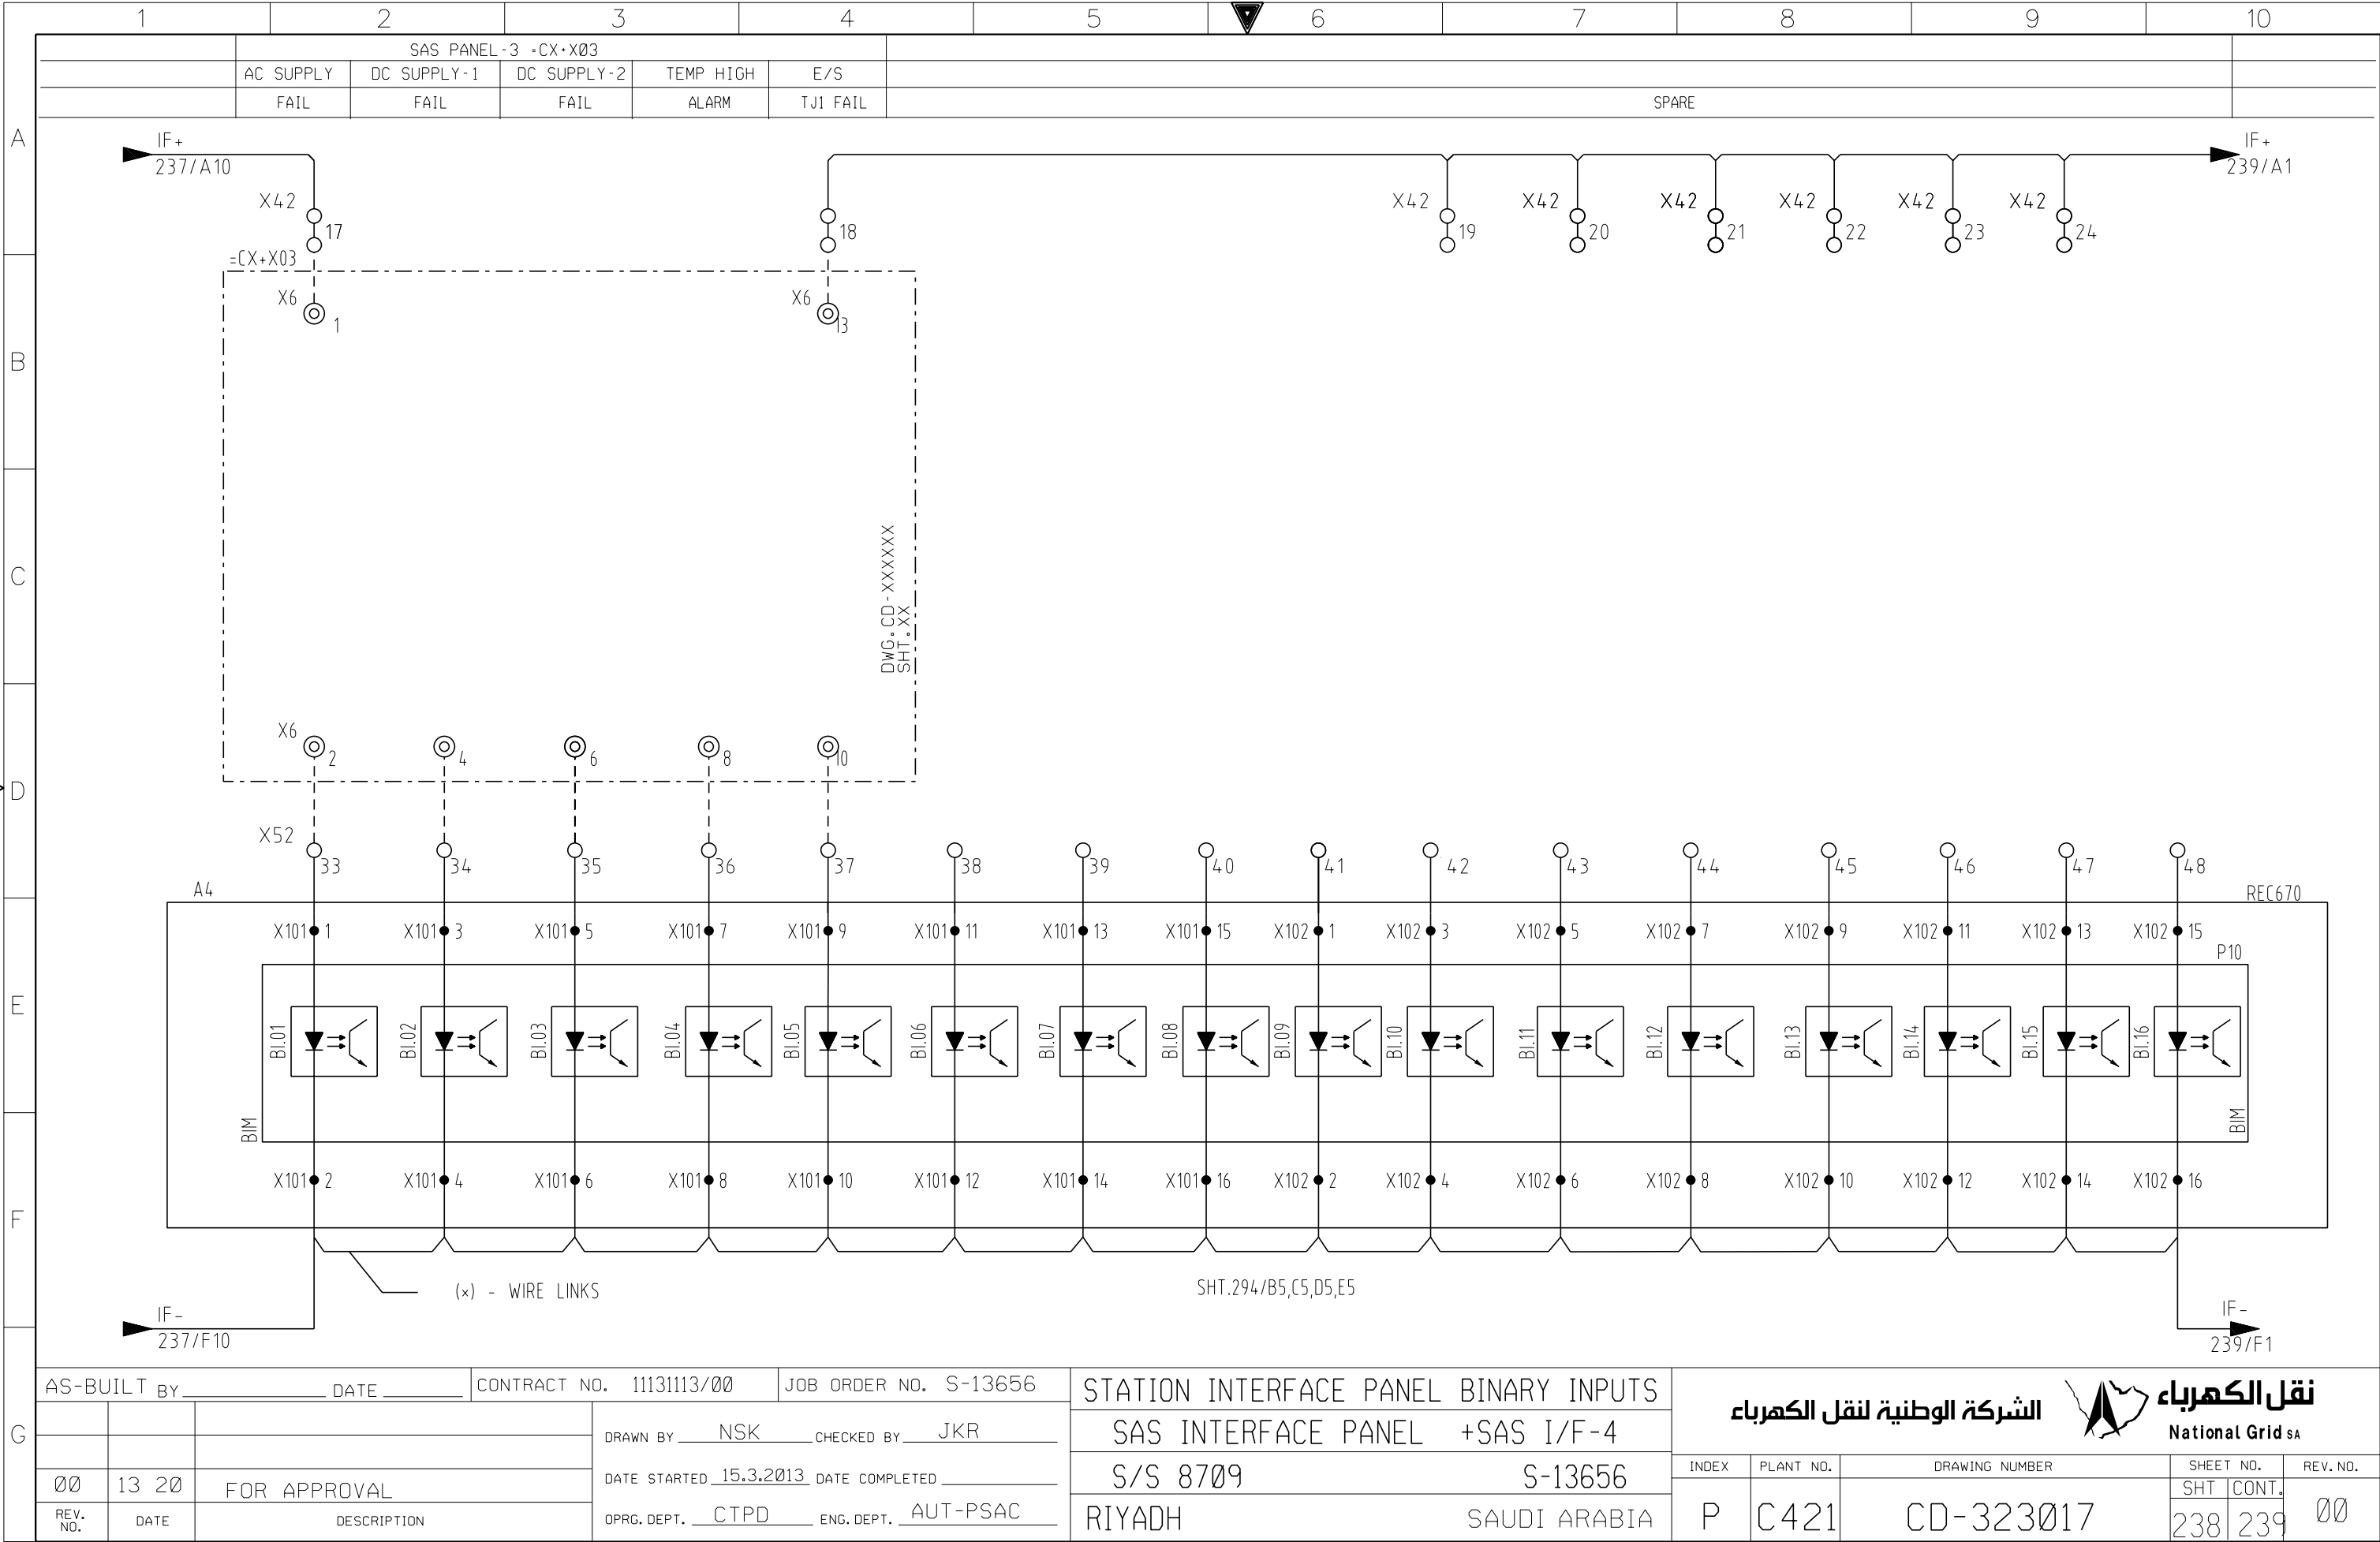 1 2 3 4 5 6 7 8 9 10
SAS PANEL-3 =CX+XØ3
AC SUPPLY DC SUPPLY-1 DC SUPPLY-2 TEMP HIGH E/S
FAIL FAIL FAIL ALARM TJ1 FAIL SPARE
A
IF+ IF+
237/A10 239/A1
X42 X42 X42 X42 X42 X42 X42
17 18 19 20 21 22 23 24
=CX+X03
X6 X6
1 13
B
C
DWG.CD-XXXXXX
SHT.XX
X6
2 4 6 8 10
D
X52
33 34 35 36 37 38 39 40 41 42 43 44 45 46 47 48
A4 REC670
X101 1 X101 3 X101 5 X101 7 X101 9 X101 11 X101 13 X101 15 X102 1 X102 3 X102 5 X102 7 X102 9 X102 11 X102 13 X102 15
P10
E
BI.01 BI.02 BI.03 BI.04 BI.05 BI.06 BI.07 BI.08 BI.09 BI.10 BI.11 BI.12 BI.13 BI.14 BI.15 BI.16
BIM BIM
X101 2 X101 4 X101 6 X101 8 X101 10 X101 12 X101 14 X101 16 X102 2 X102 4 X102 6 X102 8 X102 10 X102 12 X102 14 X102 16
F
(x) - WIRE LINKS SHT.294/B5,C5,D5,E5
IF- IF-
237/F10 239/F1
G
AS-BUILT BY DATE CONTRACT NO. 11131113/ØØ JOB ORDER NO. S-13656
DRAWN BY NSK CHECKED BY JKR
DATE STARTED 15.3.2Ø13 DATE COMPLETED
OPRG. DEPT. CTPD ENG. DEPT. AUT-PSAC
ØØ 13 2Ø FOR APPROVAL
REV. NO. DATE DESCRIPTION
STATION INTERFACE PANEL BINARY INPUTS
SAS INTERFACE PANEL +SAS I/F-4
S/S 87Ø9 S-13656
RIYADH SAUDI ARABIA
الشركة الوطنية لنقل الكهرباء
نقل الكهرباء
National Grid SA
INDEX PLANT NO. DRAWING NUMBER SHEET NO. REV. NO.
SHT CONT.
P C421 CD-323Ø17 238 239 ØØ